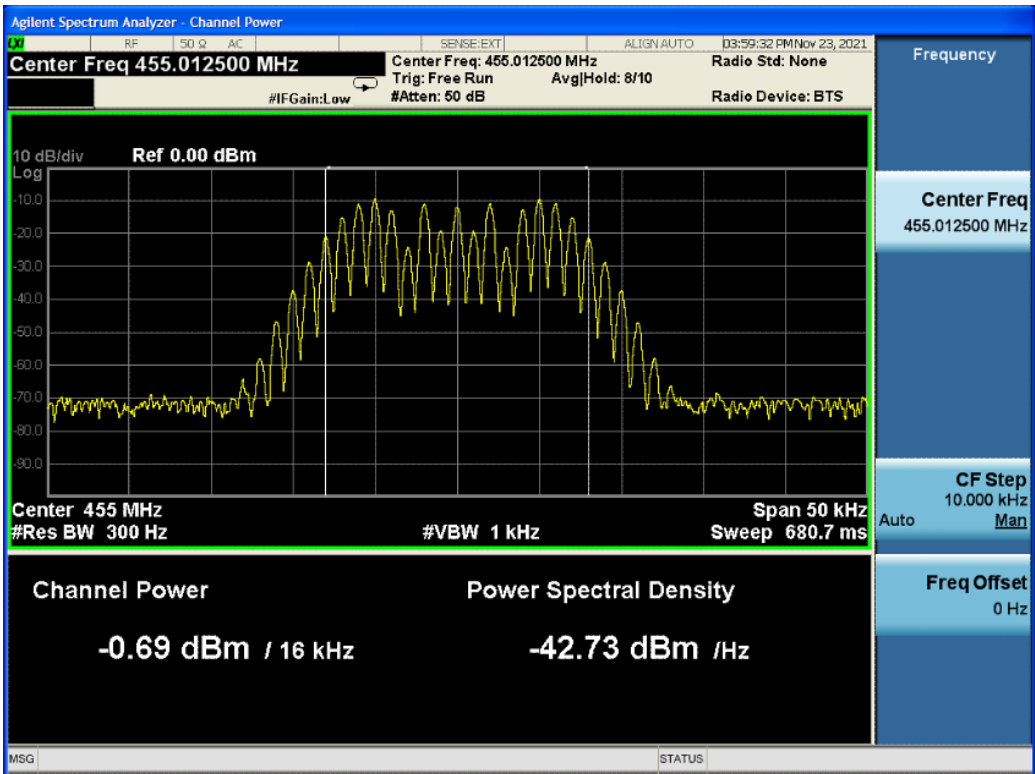 Agilent Spectrum Analyzer - Channel Power
LXI RF 50 Ω AC SENSE:EXT ALIGN AUTO 03:59:32 PM Nov 23, 2021
Center Freq 455.012500 MHz
Center Freq: 455.012500 MHz
Radio Std: None
Trig: Free Run Avg|Hold: 8/10
#IFGain:Low
#Atten: 50 dB
Radio Device: BTS
10 dB/div Ref 0.00 dBm
Log
-10.0
-20.0
-30.0
-40.0
-50.0
-60.0
-70.0
-80.0
-90.0
Center 455 MHz Span 50 kHz
#Res BW 300 Hz #VBW 1 kHz Sweep 680.7 ms
Channel Power Power Spectral Density
-0.69 dBm / 16 kHz -42.73 dBm /Hz
Frequency
Center Freq
455.012500 MHz
CF Step
10.000 kHz
Auto Man
Freq Offset
0 Hz
MSG STATUS